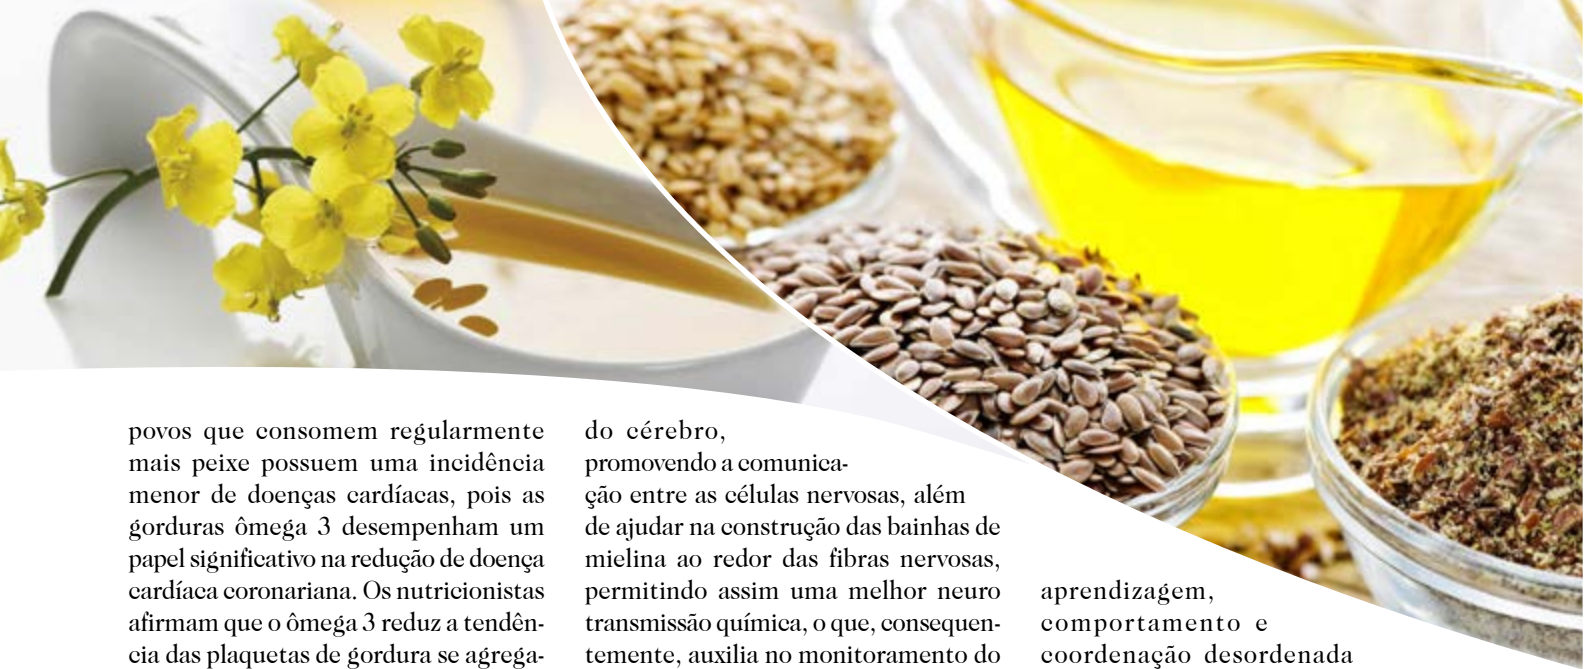 povos que consomem regularmente
mais peixe possuem uma incidência
menor de doenças cardíacas, pois as
gorduras ômega 3 desempenham um
papel significativo na redução de doença
cardíaca coronariana. Os nutricionistas
afirmam que o ômega 3 reduz a tendên-
cia das plaquetas de gordura se agrega-
do cérebro,
promovendo a comunica-
ção entre as células nervosas, além
de ajudar na construção das bainhas de
mielina ao redor das fibras nervosas,
permitindo assim uma melhor neuro
transmissão química, o que, consequen-
temente, auxilia no monitoramento do
aprendizagem,
comportamento e
coordenação desordenada